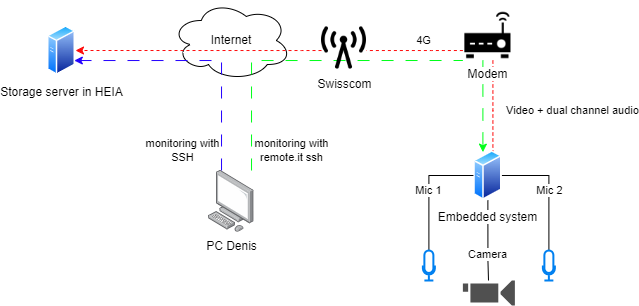 Internet
4G
Swisscom
Modem
Storage server in HEIA
Video + dual channel audio
monitoring with
SSH
monitoring with
remote.it ssh
Mic 1
Mic 2
Embedded system
PC Denis
Camera